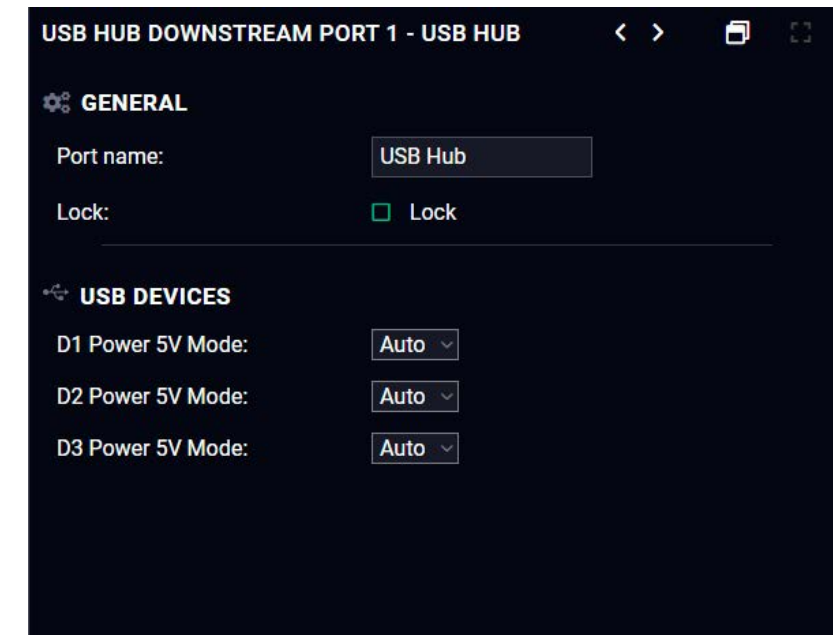 USB HUB DOWNSTREAM PORT 1 - USB HUB
GENERAL
Port name: USB Hub
Lock: Lock
USB DEVICES
D1 Power 5V Mode: Auto
D2 Power 5V Mode: Auto
D3 Power 5V Mode: Auto